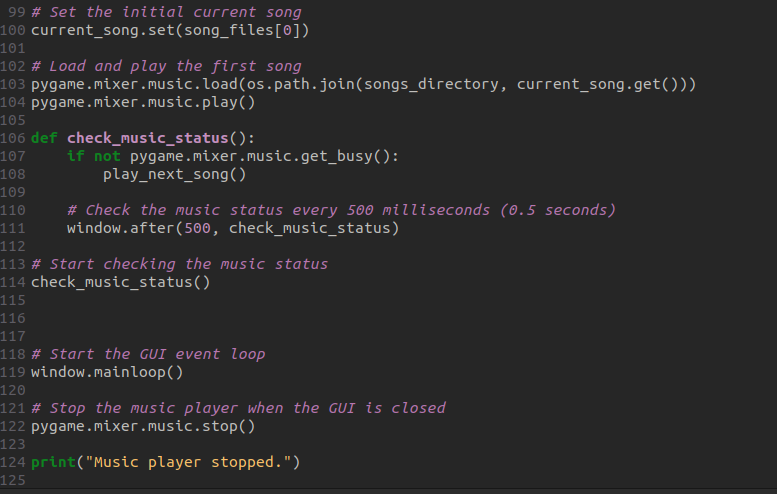 99 # Set the initial current song
100 current_song.set(song_files[0])
101
102 # Load and play the first song
103 pygame.mixer.music.load(os.path.join(songs_directory, current_song.get()))
104 pygame.mixer.music.play()
105
106 def check_music_status():
107     if not pygame.mixer.music.get_busy():
108         play_next_song()
109
110     # Check the music status every 500 milliseconds (0.5 seconds)
111     window.after(500, check_music_status)
112
113 # Start checking the music status
114 check_music_status()
115
116
117
118 # Start the GUI event loop
119 window.mainloop()
120
121 # Stop the music player when the GUI is closed
122 pygame.mixer.music.stop()
123
124 print("Music player stopped.")
125